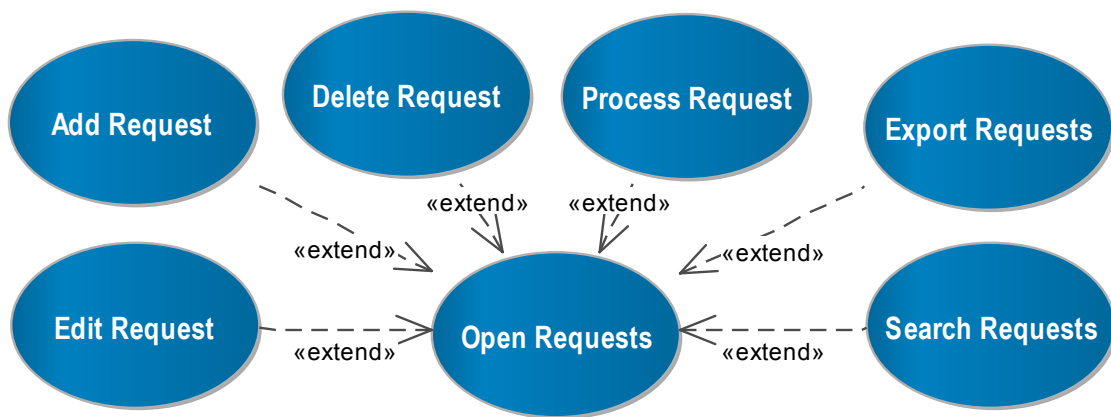 Delete Request
Process Request
Add Request
Export Requests
«extend»
«extend»
«extend»
«extend»
Edit Request
Open Requests
Search Requests
«extend»
«extend»